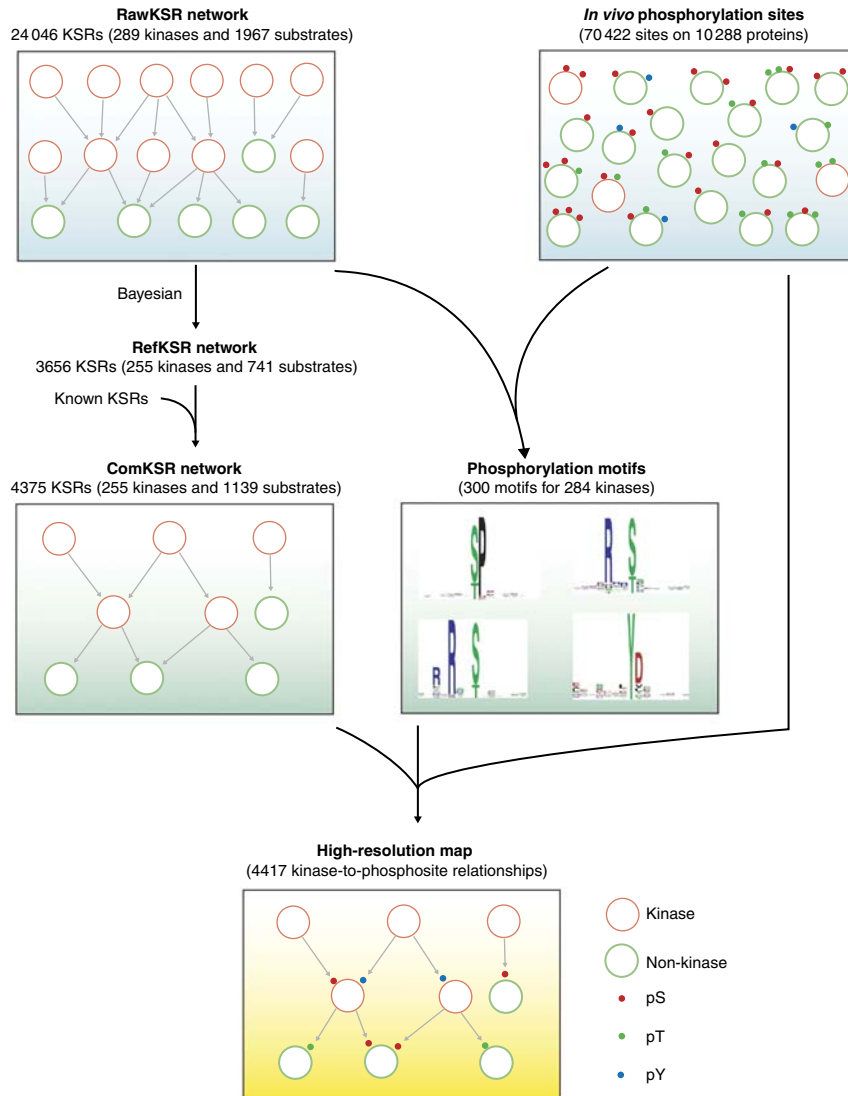 RawKSR network
24 046 KSRs (289 kinases and 1967 substrates)
In vivo phosphorylation sites
(70 422 sites on 10 288 proteins)
Bayesian
RefKSR network
3656 KSRs (255 kinases and 741 substrates)
Known KSRs
ComKSR network
4375 KSRs (255 kinases and 1139 substrates)
Phosphorylation motifs
(300 motifs for 284 kinases)
S P
T
R S
T
R R S
T
Y D
High-resolution map
(4417 kinase-to-phosphosite relationships)
Kinase
Non-kinase
pS
pT
pY